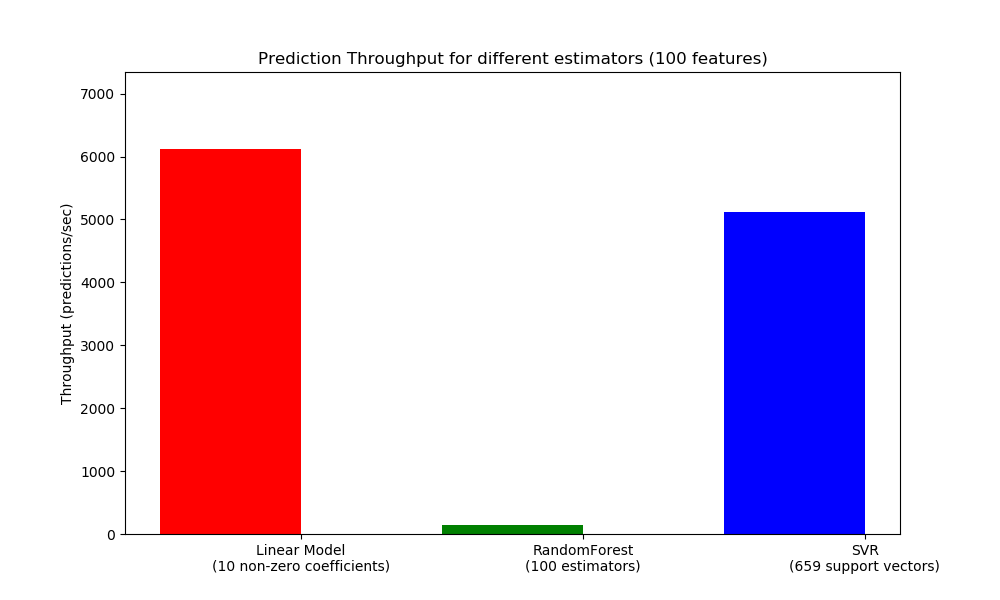 Prediction Throughput for different estimators (100 features)
Throughput (predictions/sec)
7000
6000
5000
4000
3000
2000
1000
0
Linear Model
(10 non-zero coefficients)
RandomForest
(100 estimators)
SVR
(659 support vectors)